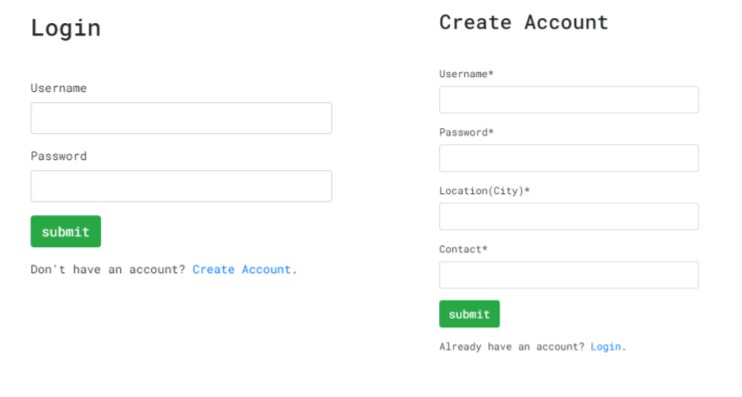 Login
Username
Password
submit
Don't have an account? Create Account.
Create Account
Username*
Password*
Location(City)*
Contact*
submit
Already have an account? Login.